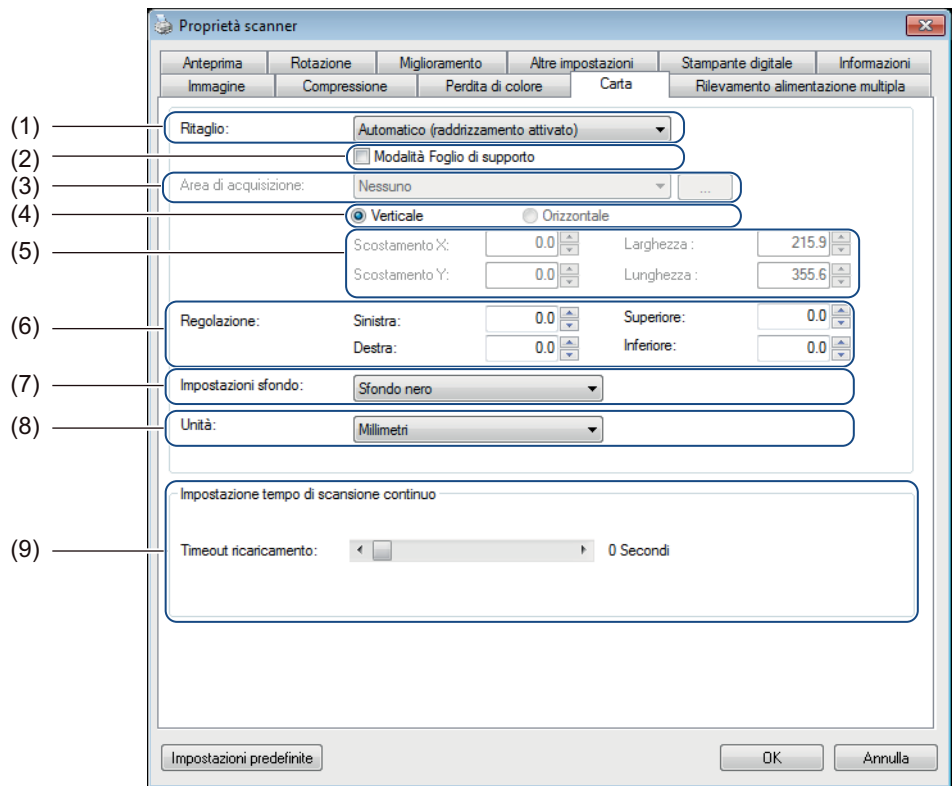 Proprietà scanner
Anteprima Rotazione Miglioramento Altre impostazioni Stampante digitale Informazioni
Immagine Compressione Perdita di colore Carta Rilevamento alimentazione multipla
(1) Ritaglio: Automatico (raddrizzamento attivato)
(2) Modalità Foglio di supporto
(3) Area di acquisizione: Nessuno ...
(4) Verticale Orizzontale
(5) Scostamento X: 0.0 Larghezza : 215.9
Scostamento Y: 0.0 Lunghezza : 355.6
(6) Regolazione: Sinistra: 0.0 Superiore: 0.0
Destra: 0.0 Inferiore: 0.0
(7) Impostazioni sfondo: Sfondo nero
(8) Unità: Millimetri
Impostazione tempo di scansione continuo
(9) Timeout ricaricamento: 0 Secondi
Impostazioni predefinite OK Annulla